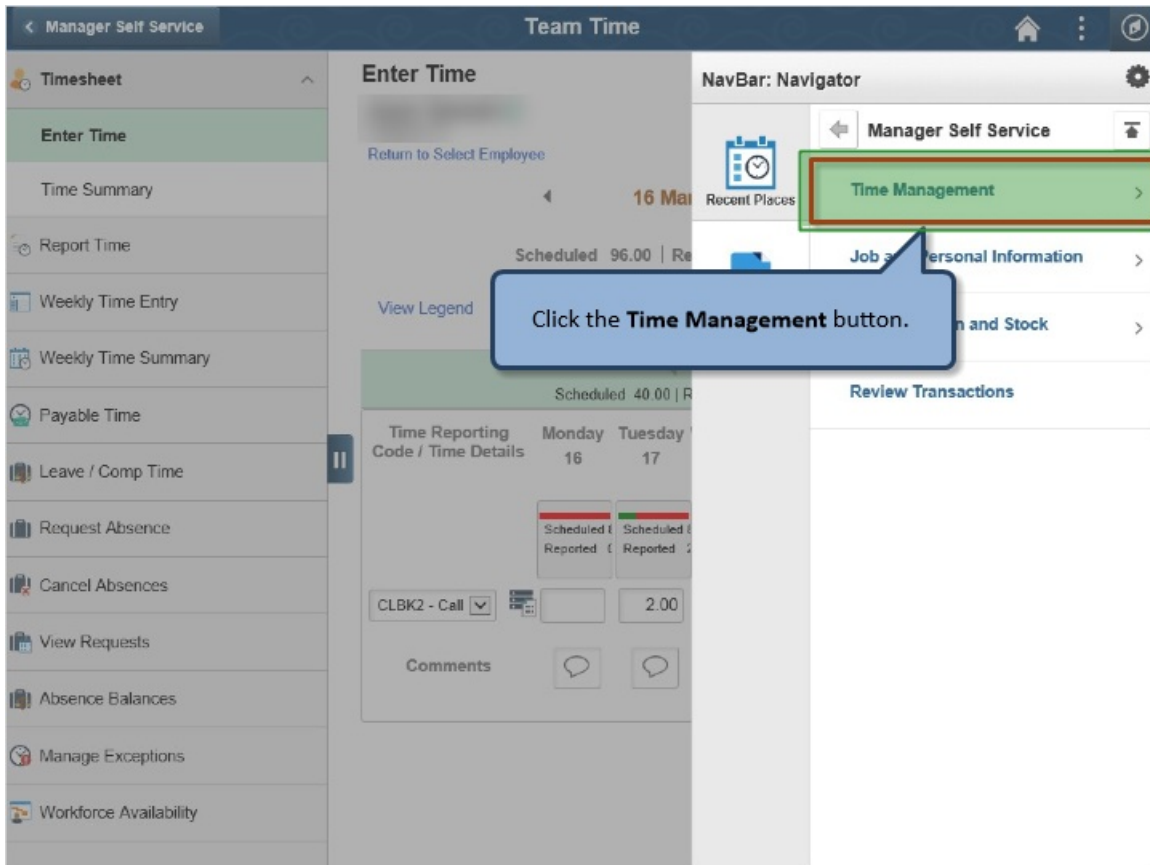 Manager Self Service
Team Time
Timesheet
Enter Time
Time Summary
Report Time
Weekly Time Entry
Weekly Time Summary
Payable Time
Leave / Comp Time
Request Absence
Cancel Absences
View Requests
Absence Balances
Manage Exceptions
Workforce Availability
Enter Time
Return to Select Employee
16 Mar
Scheduled 96.00 | Re
View Legend
Scheduled 40.00 | R
Time Reporting Monday Tuesday
Code / Time Details 16 17
Scheduled Scheduled
Reported Reported 2
CLBK2 - Call 2.00
Comments
NavBar: Navigator
Recent Places
Manager Self Service
Time Management
Job Personal Information
n and Stock
Review Transactions
Click the Time Management button.